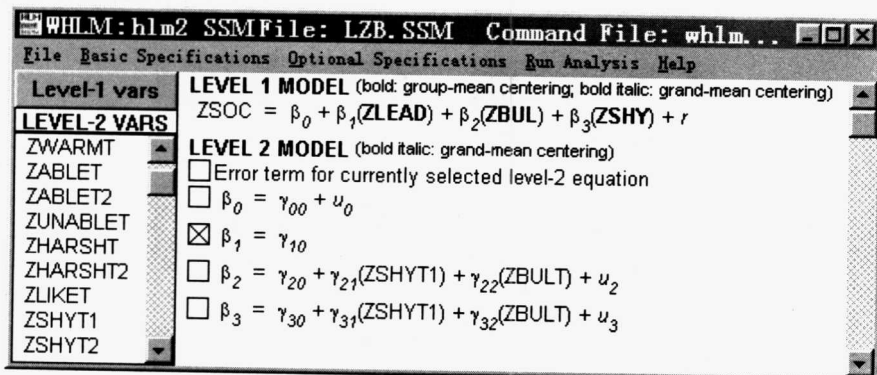 WHLM: hlm2 SSMFile: LZB.SSM Command File: whlm...
File Basic Specifications Optional Specifications Run Analysis Help
Level-1 vars
LEVEL-2 VARS
ZWARMT
ZABLET
ZABLET2
ZUNABLET
ZHARSHT
ZHARSHT2
ZLIKET
ZSHYT1
ZSHYT2
LEVEL 1 MODEL (bold: group-mean centering; bold italic: grand-mean centering)
ZSOC = β0 + β1(ZLEAD) + β2(ZBUL) + β3(ZSHY) + r
LEVEL 2 MODEL (bold italic: grand-mean centering)
Error term for currently selected level-2 equation
β0 = γ00 + u0
β1 = γ10
β2 = γ20 + γ21(ZSHYT1) + γ22(ZBULT) + u2
β3 = γ30 + γ31(ZSHYT1) + γ32(ZBULT) + u3